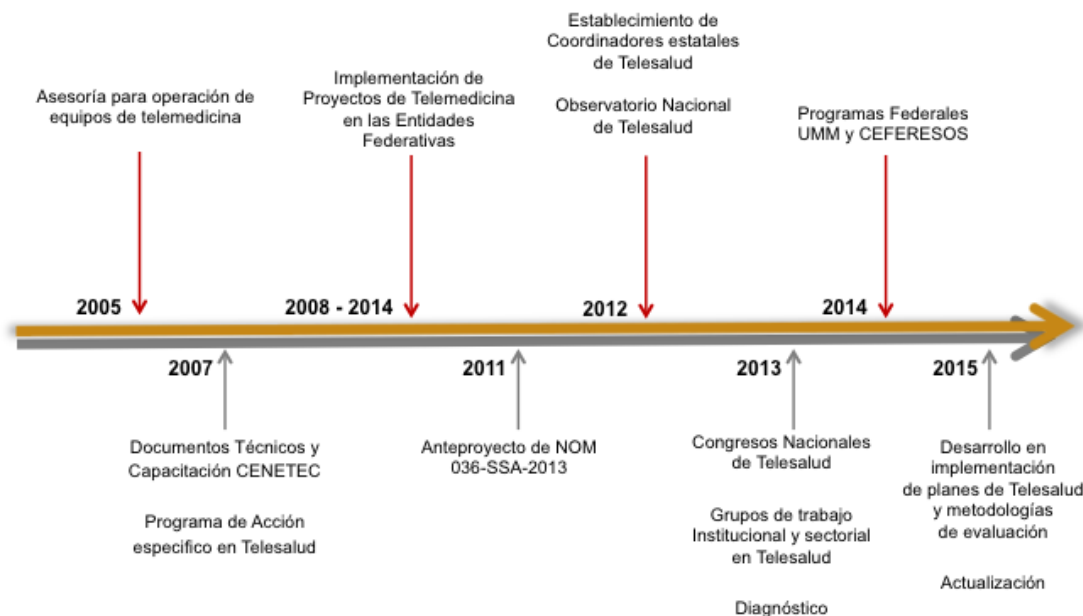 Asesoría para operación de
equipos de telemedicina
2005
Implementación de
Proyectos de Telemedicina
en las Entidades
Federativas
2008 - 2014
Establecimiento de
Coordinadores estatales
de Telesalud
Observatorio Nacional
de Telesalud
2012
Programas Federales
UMM y CEFERESOS
2014
2007
Documentos Técnicos y
Capacitación CENETEC
Programa de Acción
especifico en Telesalud
2011
Anteproyecto de NOM
036-SSA-2013
2013
Congresos Nacionales
de Telesalud
Grupos de trabajo
Institucional y sectorial
en Telesalud
Diagnóstico
2015
Desarrollo en
implementación
de planes de Telesalud
y metodologías
de evaluación
Actualización